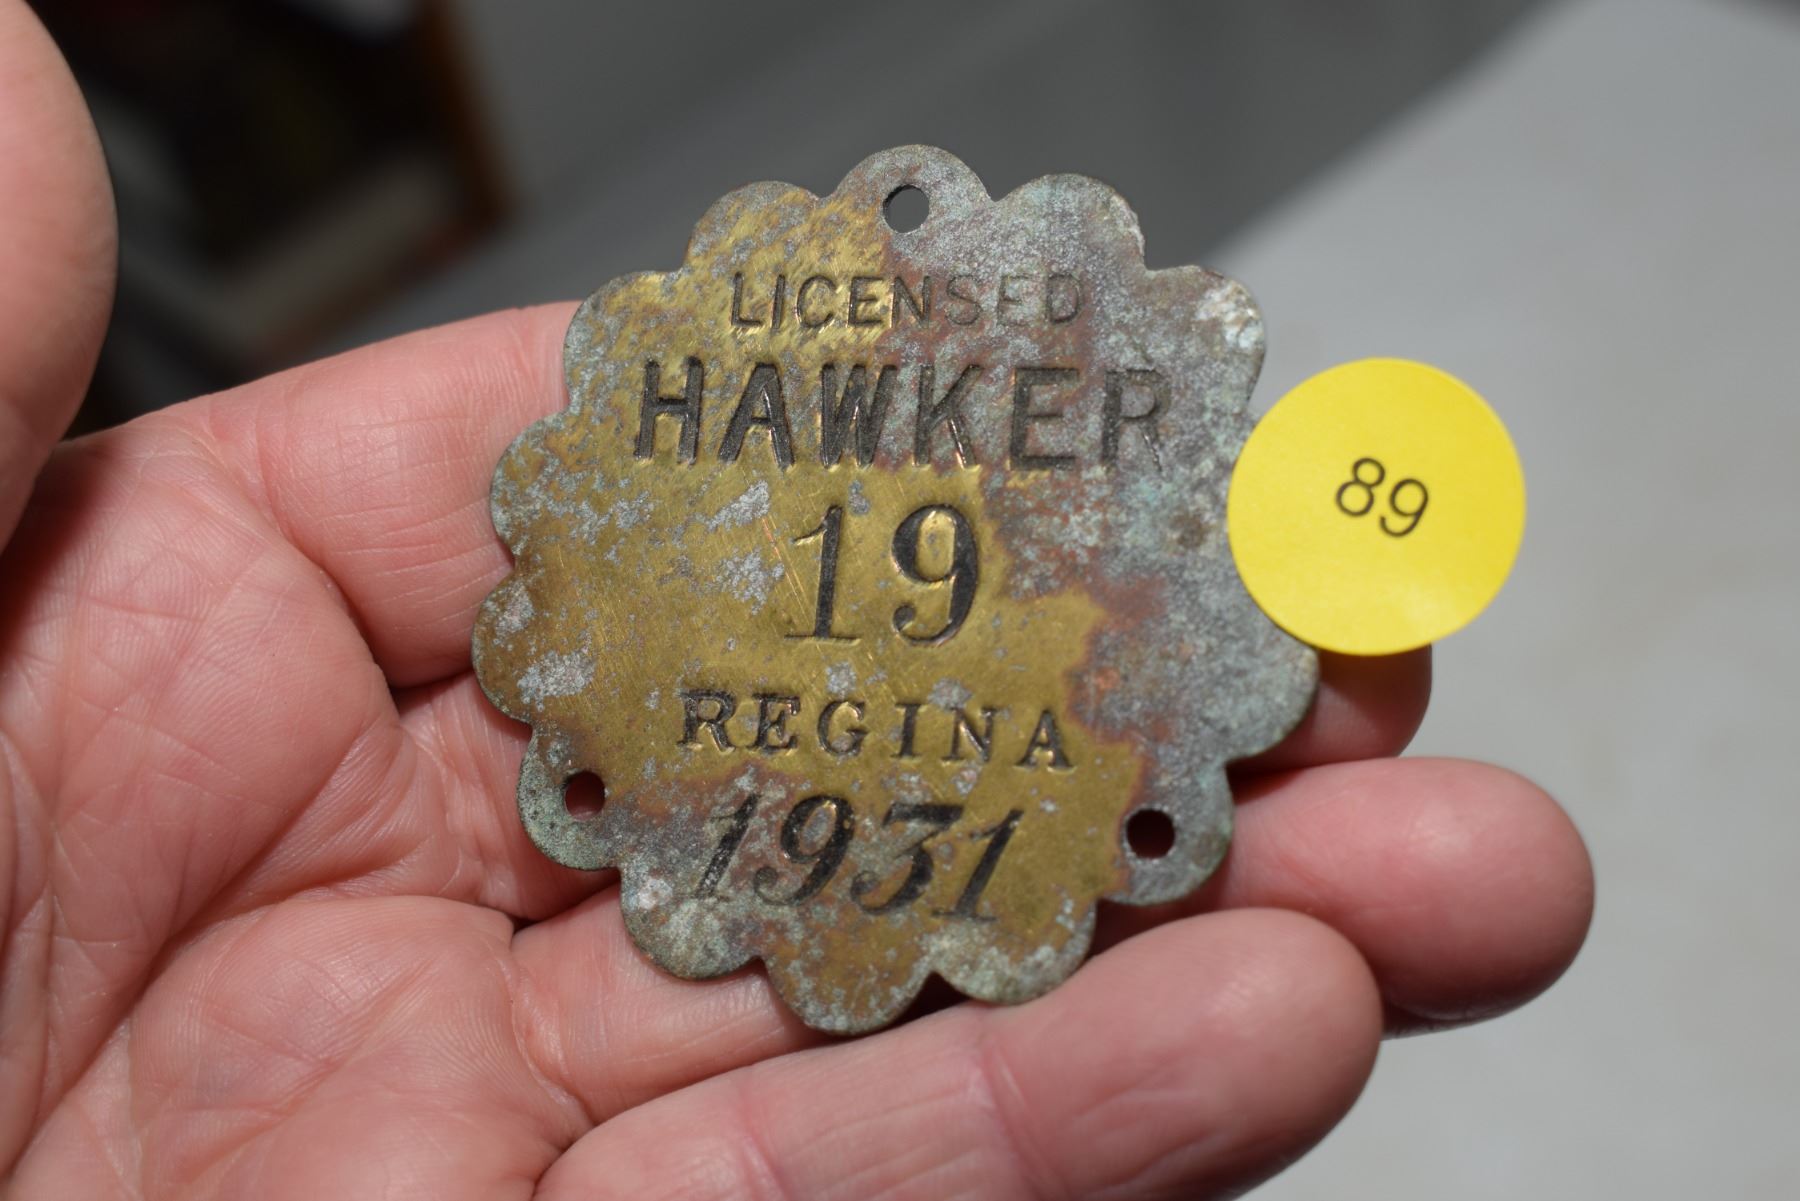 LICENSED
HAWKER
19
REGINA
1931
89